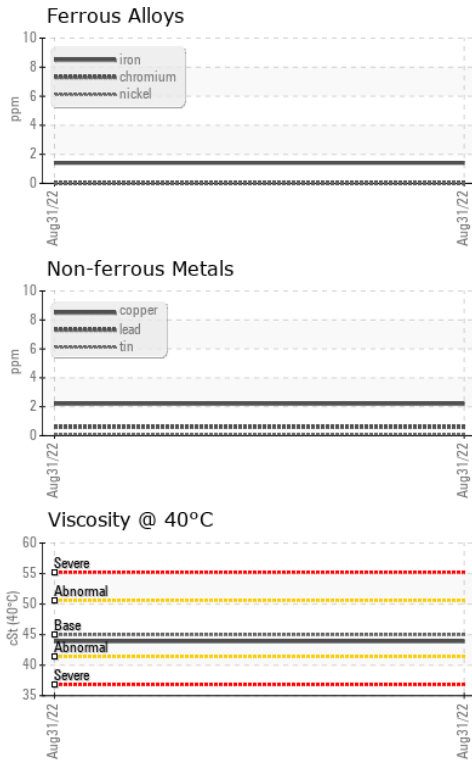 Ferrous Alloys
10
8
6
4
2
0
ppm
iron
chromium
nickel
Aug31/22
Aug31/22
Non-ferrous Metals
10
8
6
4
2
0
ppm
copper
lead
tin
Aug31/22
Aug31/22
Viscosity @ 40°C
60
55
50
45
40
35
cSt (40°C)
Severe
Abnormal
Base
Abnormal
Severe
Aug31/22
Aug31/22